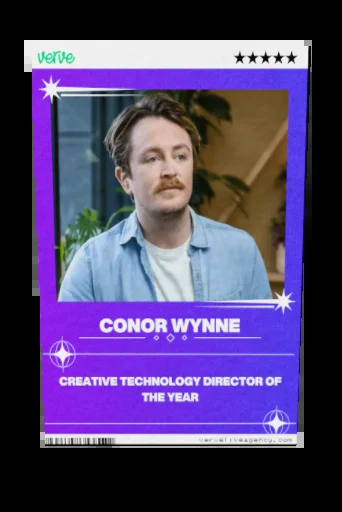 verve
★★★★★
CONOR WYNNE
CREATIVE TECHNOLOGY DIRECTOR OF
THE YEAR
verveliveagency.com